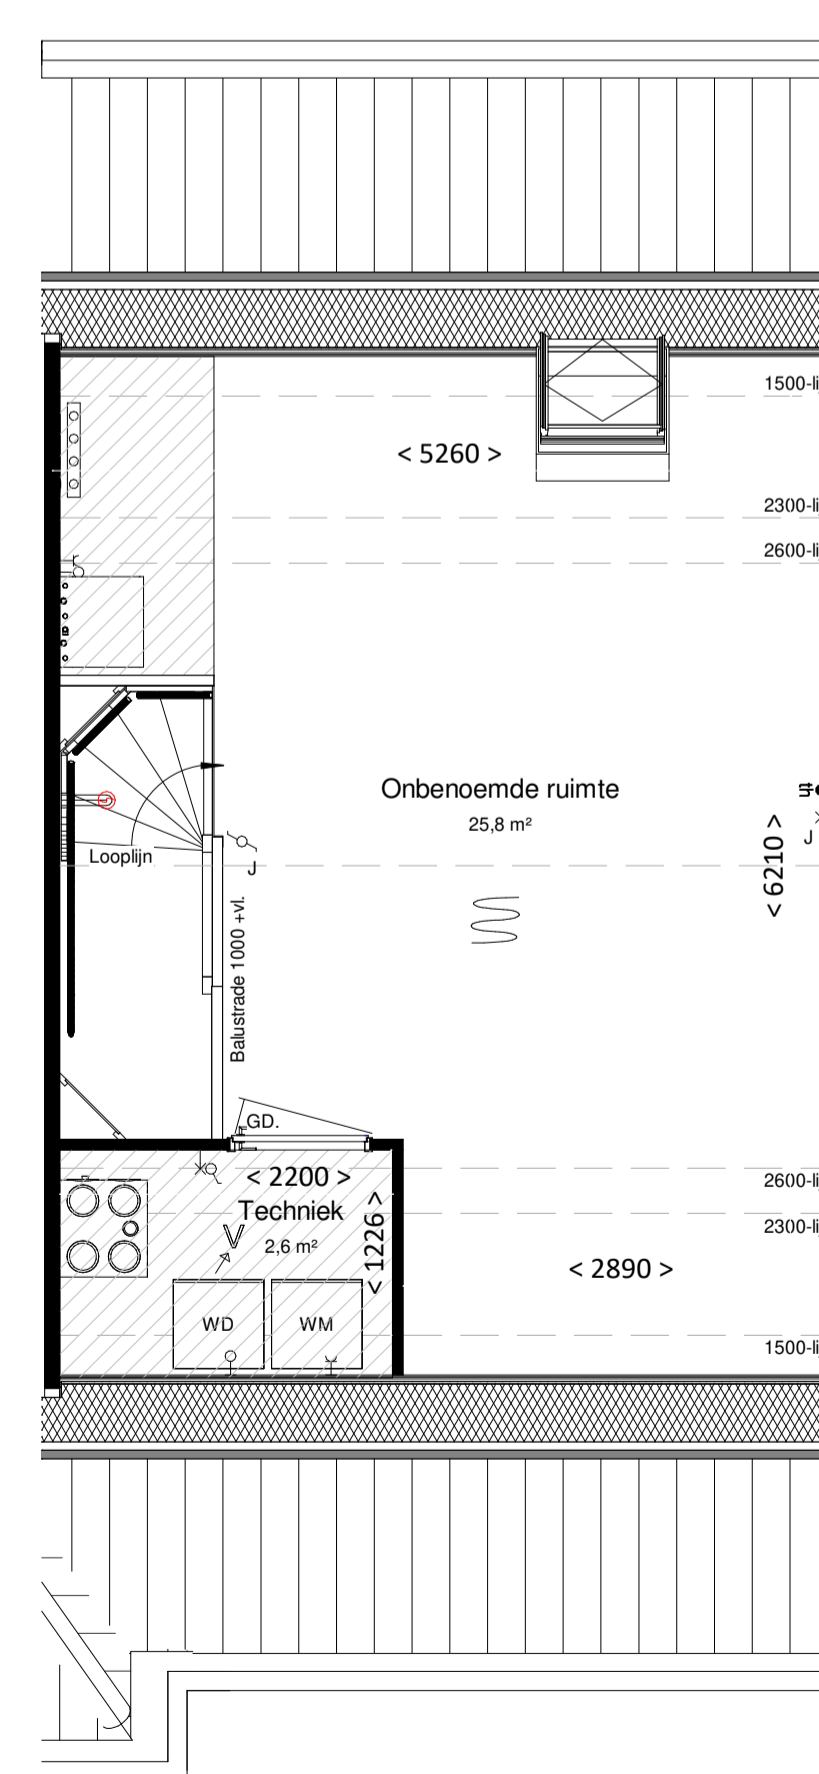 1500-li
< 5260 >
2300-li
2600-li
Onbenoemde ruimte
25,8 m²
J
< 6210 >
Looplijn
J
Balustrade 1000 +vl.
GD.
< 2200 >
2600-li
Techniek
2300-li
2,6 m²
< 1226 >
< 2890 >
WD
WM
1500-li